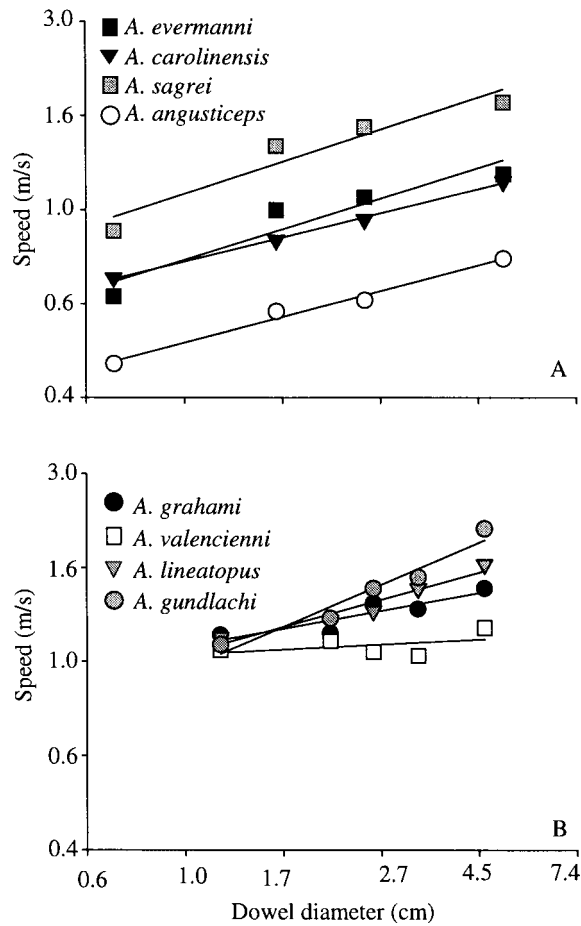 3.0
A. evermanni
A. carolinensis
A. sagrei
1.6
A. angusticeps
Speed (m/s)
1.0
0.6
A
0.4
B
3.0
A. grahami
A. valencienni
1.6
A. lineatopus
A. gundlachi
Speed (m/s)
1.0
0.6
0.4
0.6 1.0 1.7 2.7 4.5 7.4
Dowel diameter (cm)